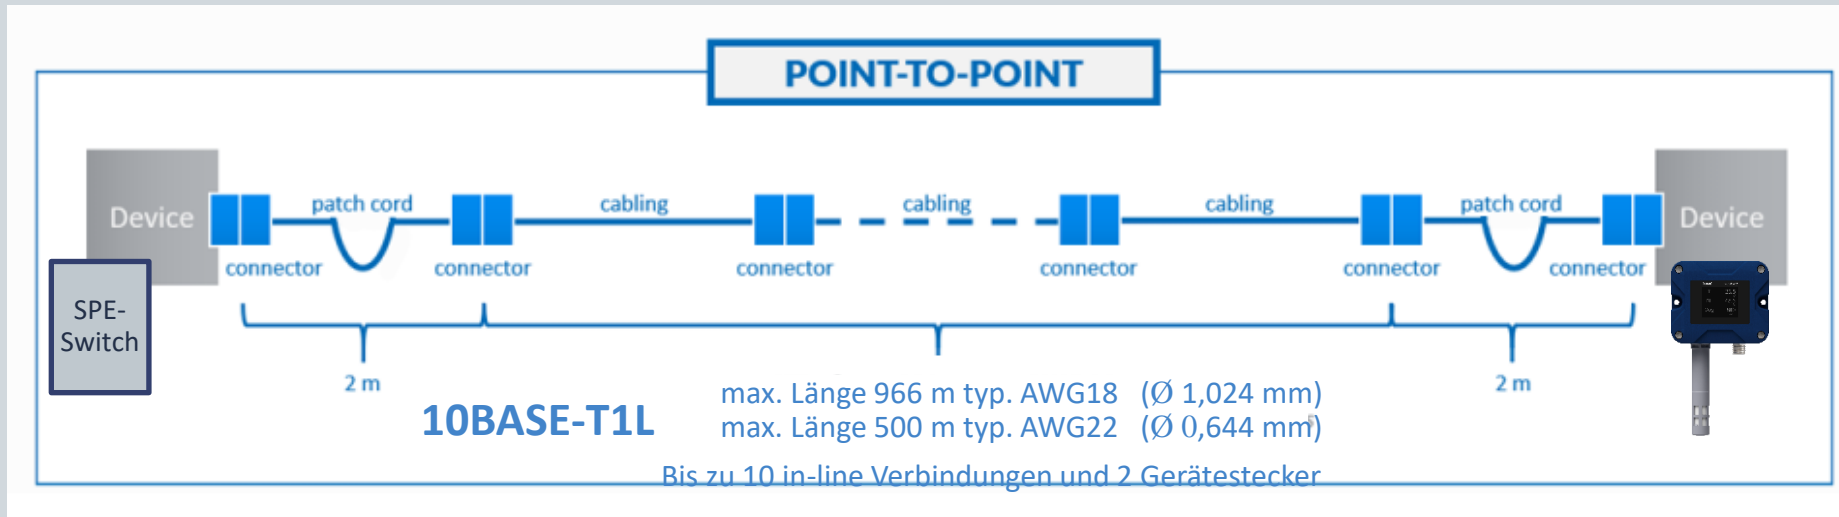 POINT-TO-POINT
Device
patch cord
cabling
cabling
cabling
patch cord
Device
connector
connector
connector
connector
connector
connector
SPE-
Switch
2 m
2 m
10BASE-T1L
max. Länge 966 m typ. AWG18 (Ø 1,024 mm)
max. Länge 500 m typ. AWG22 (Ø 0,644 mm)
Bis zu 10 in-line Verbindungen und 2 Gerätestecker